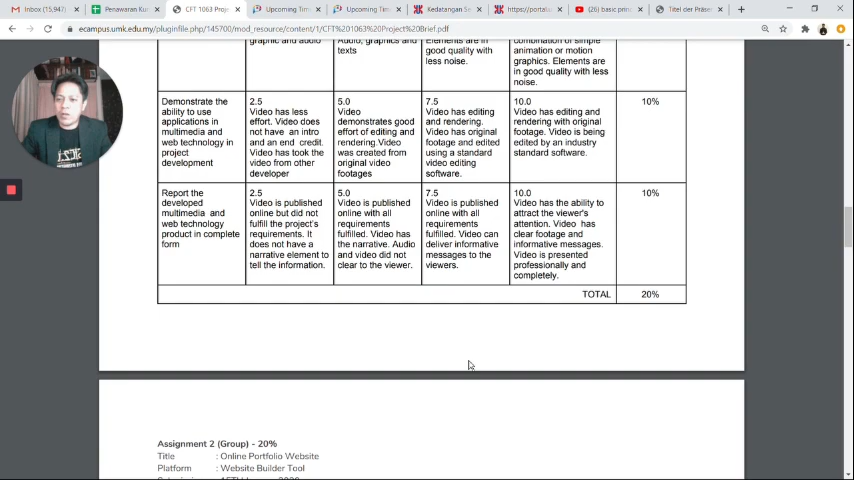 Inbox (15,947)
Penawaran Kur
CFT 1063 Proj
Upcoming Tim
Upcoming Tim
Kedatangan Se
https://portalu
(26) basic prin
Titel der Präse
ecampus.umk.edu.my/pluginfile.php/145700/mod_resource/content/1/CFT%201063%20Project%20Brief.pdf
graphic and audio
Audio, graphics and
texts
Elements are in
good quality with
less noise.
combination of simple
animation or motion
graphics. Elements are
in good quality with less
noise.
Demonstrate the
ability to use
applications in
multimedia and
web technology in
project
development
2.5
Video has less
effort. Video does
not have an intro
and an end credit.
Video has took the
video from other
developer
5.0
Video
demonstrates good
effort of editing and
rendering.Video
was created from
original video
footages
7.5
Video has editing
and rendering.
Video has original
footage and edited
using a standard
video editing
software.
10.0
Video has editing and
rendering with original
footage. Video is being
edited by an industry
standard software.
10%
Report the
developed
multimedia and
web technology
product in complete
form
2.5
Video is published
online but did not
fulfill the project's
requirements. It
does not have a
narrative element to
tell the information.
5.0
Video is published
online with all
requirements
fulfilled. Video has
the narrative. Audio
and video did not
clear to the viewer.
7.5
Video is published
online with all
requirements
fulfilled. Video can
deliver informative
messages to the
viewers.
10.0
Video has the ability to
attract the viewer's
attention. Video has
clear footage and
informative messages.
Video is presented
professionally and
completely.
10%
TOTAL
20%
Assignment 2 (Group) - 20%
Title : Online Portfolio Website
Platform : Website Builder Tool